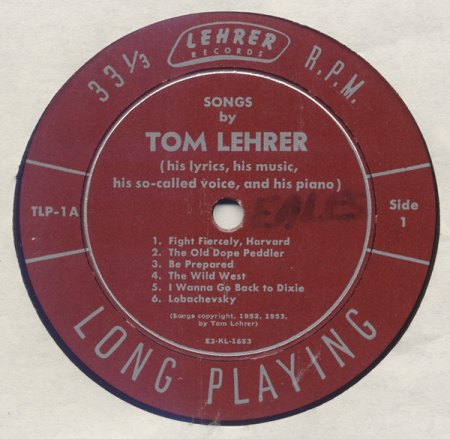 LEHRER
RECORDS
33 1/3 R.P.M.
SONGS
by
TOM LEHRER
(his lyrics, his music,
his so-called voice, and his piano)
TLP-1A
Side
1
1. Fight Fiercely, Harvard
2. The Old Dope Peddler
3. Be Prepared
4. The Wild West
5. I Wanna Go Back to Dixie
6. Lobachevsky
(Songs copyright, 1952, 1953,
by Tom Lehrer)
E3-KL-1653
LONG PLAYING